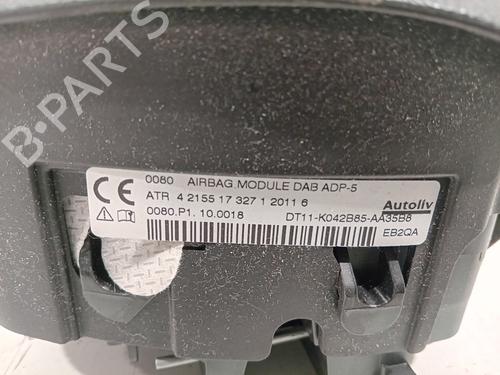 B-PARTS
CE 0080 AIRBAG MODULE DAB ADP-5
ATR 4 2155 17 327 1 2011 6 Autoliv
0080.P1. 10.0018 DT11-K042B85-AA35B8
EB2QA